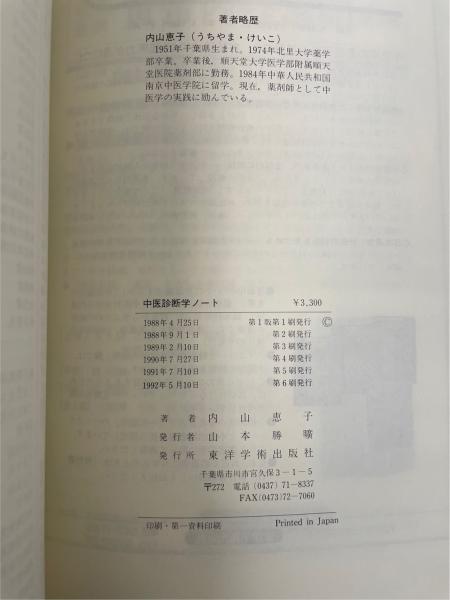 著者略歴
内山恵子（うちやま・けいこ）
1951年千葉県生まれ。1974年北里大学薬学
部卒業。卒業後，順天堂大学医学部附属順天
堂医院薬剤部に勤務。1984年中華人民共和国
南京中医学院に留学。現在，薬剤師として中
医学の実践に励んでいる。
中医診断学ノート ￥3,300
1988年4月25日 第1版第1刷発行 ©
1988年9月1日 第2刷発行
1989年2月10日 第3刷発行
1990年7月27日 第4刷発行
1991年7月10日 第5刷発行
1992年5月10日 第6刷発行
著者 内山恵子
発行者 山本勝曠
発行所 東洋学術出版社
千葉県市川市宮久保3－1－5
〒272 電話 (0437) 71－8337
FAX(0473)72－7060
印刷・第一資料印刷 Printed in Japan